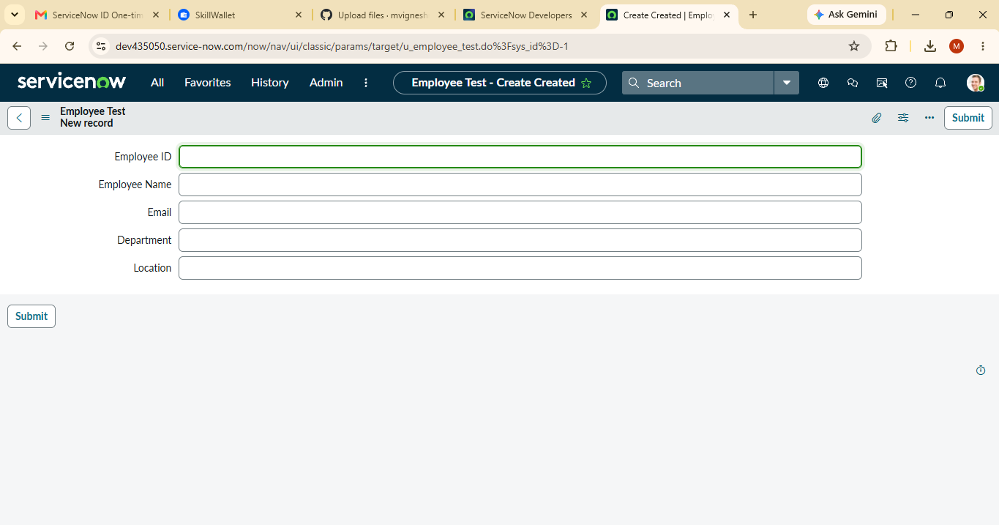 ServiceNow ID One-tim
SkillWallet
Upload files · mvignesh
ServiceNow Developers
Create Created | Emplo
Ask Gemini
dev435050.service-now.com/now/nav/ui/classic/params/target/u_employee_test.do%3Fsys_id%3D-1
M
servicenow
All
Favorites
History
Admin
Employee Test - Create Created
Search
Employee Test
New record
Submit
Employee ID
Employee Name
Email
Department
Location
Submit